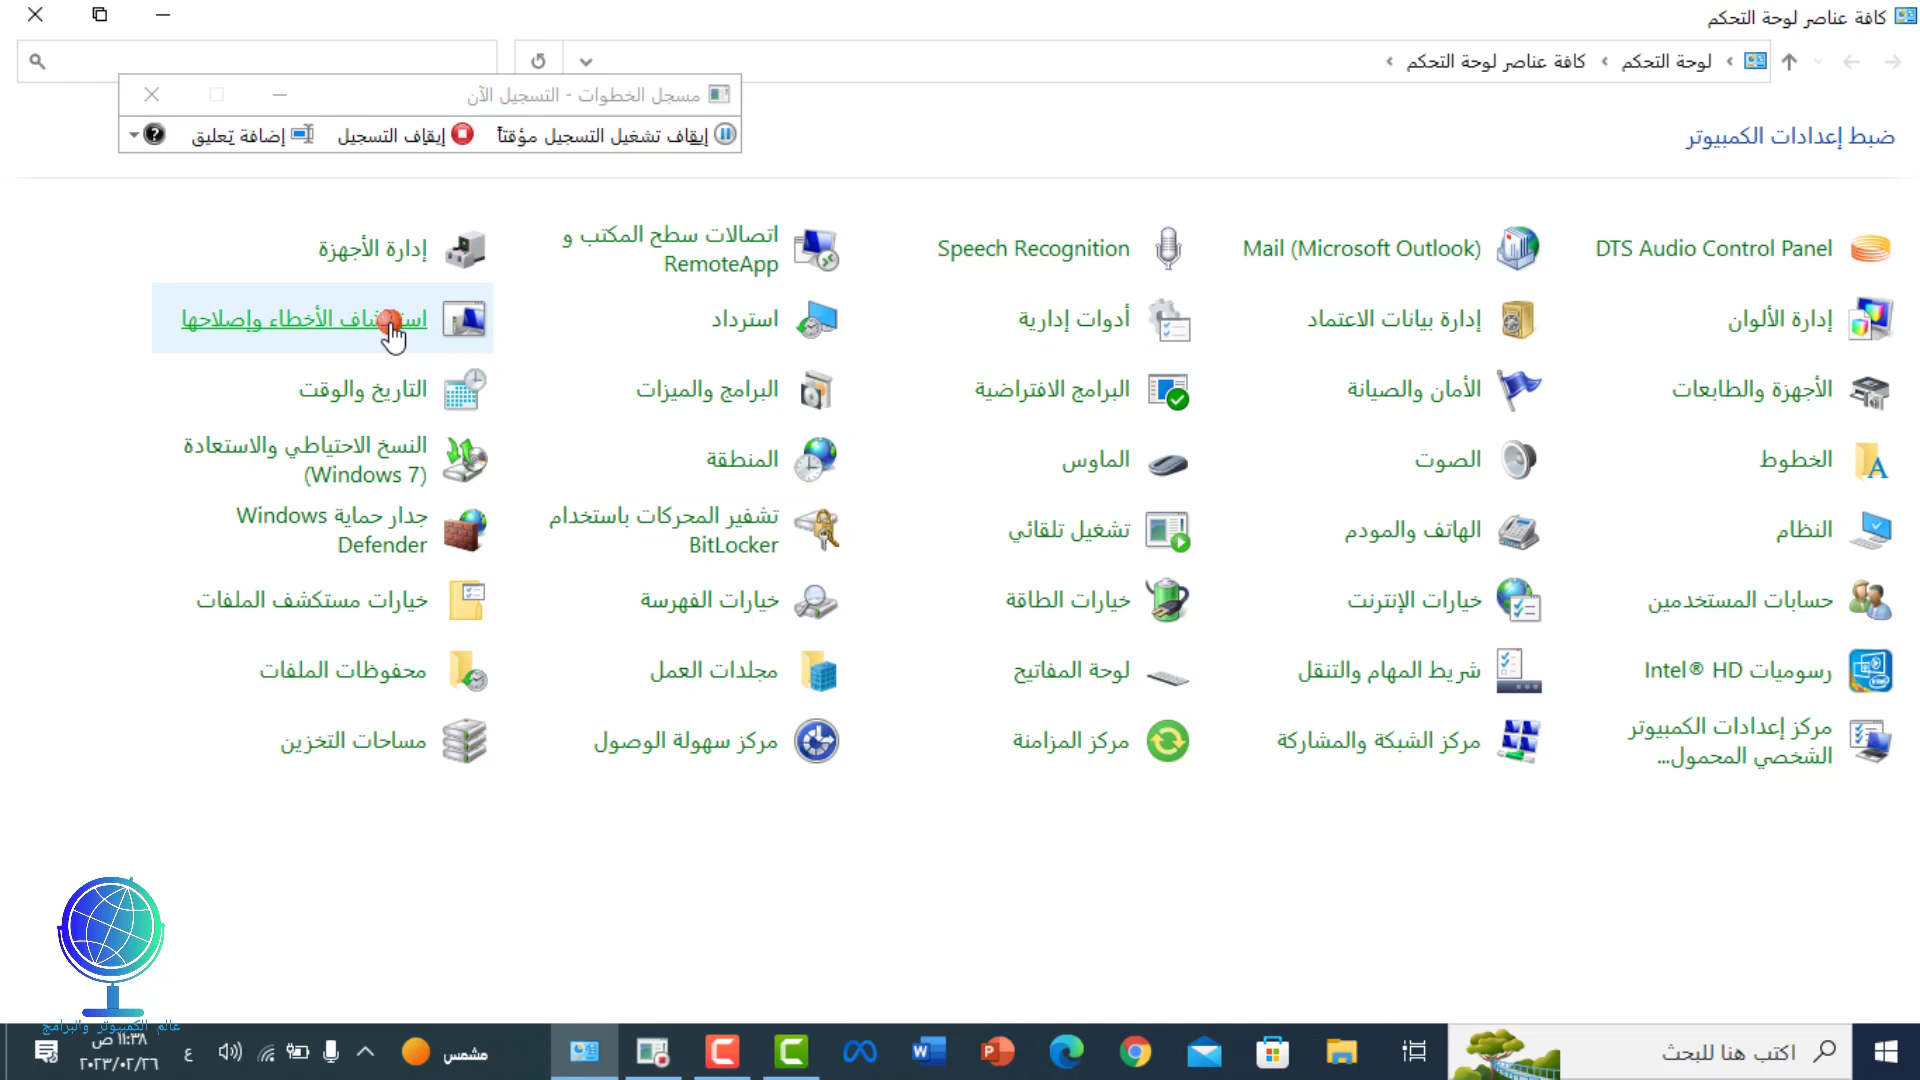 كافة عناصر لوحة التحكم
لوحة التحكم
كافة عناصر لوحة التحكم
مسجل الخطوات - التسجيل الآن
إيقاف تشغيل التسجيل مؤقتاً
إيقاف التسجيل
إضافة تعليق
ضبط إعدادات الكمبيوتر
DTS Audio Control Panel
Mail (Microsoft Outlook)
Speech Recognition
اتصالات سطح المكتب و
RemoteApp
إدارة الأجهزة
إدارة الألوان
إدارة بيانات الاعتماد
أدوات إدارية
استرداد
استكشاف الأخطاء وإصلاحها
الأجهزة والطابعات
الأمان والصيانة
البرامج الافتراضية
البرامج والميزات
التاريخ والوقت
الخطوط
الصوت
الماوس
المنطقة
النسخ الاحتياطي والاستعادة
(Windows 7)
النظام
الهاتف والمودم
تشغيل تلقائي
تشفير المحركات باستخدام
BitLocker
جدار حماية Windows
Defender
حسابات المستخدمين
خيارات الإنترنت
خيارات الطاقة
خيارات الفهرسة
خيارات مستكشف الملفات
رسوميات Intel® HD
شريط المهام والتنقل
لوحة المفاتيح
مجلدات العمل
محفوظات الملفات
مركز إعدادات الكمبيوتر
الشخصي المحمول...
مركز الشبكة والمشاركة
مركز المزامنة
مركز سهولة الوصول
مساحات التخزين
عالم الكمبيوتر والبرامج
اكتب هنا للبحث
مشمس
ع
١١:٣٨ ص
٢٠٢٣/٠٢/٢٦